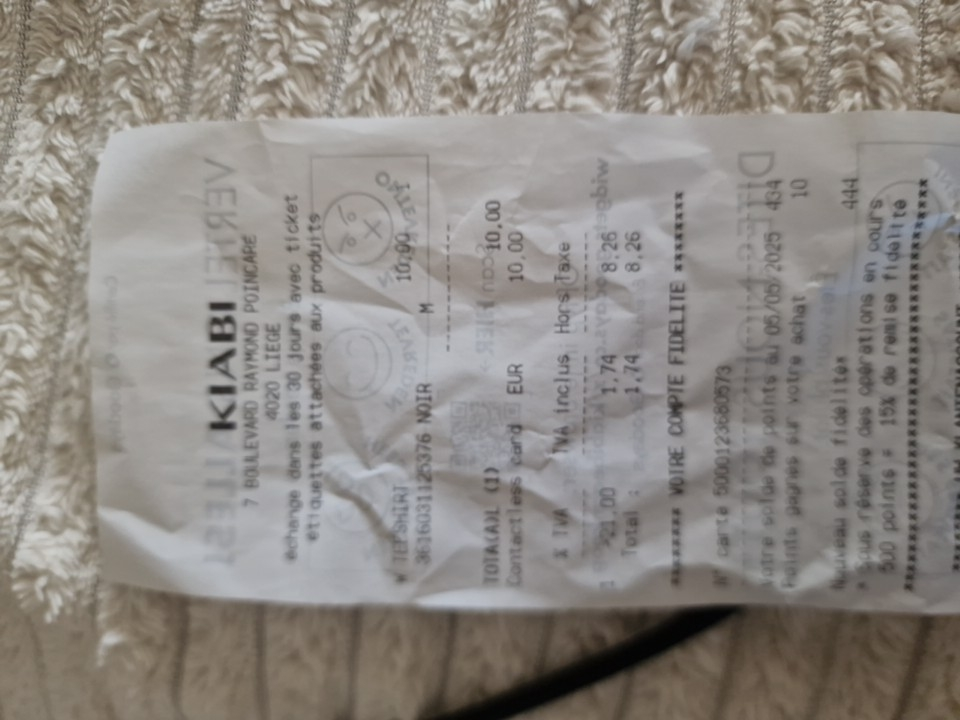 KIABI
7 BOULEVARD RAYMOND POINCARE
4020 LIEGE
échange dans les 30 jours avec ticket
étiquettes attachées aux produits
TEESHIRT 10,00
3616031125376 NOIR M
TOTAL (1) 10,00
Contactless card EUR 10,00
% TVA TVA inclus Hors Taxe
1 21,00 1,74 8,26
Total : 1,74 8,26
****** VOTRE COMPTE FIDELITE ******
N° carte 5000123680573
Votre solde de points au 05/05/2025 434
Points gagnés sur votre achat 10
Nouveau solde fidélité* 444
* sous réserve des opérations en cours
500 points = 15% de remise fidélité